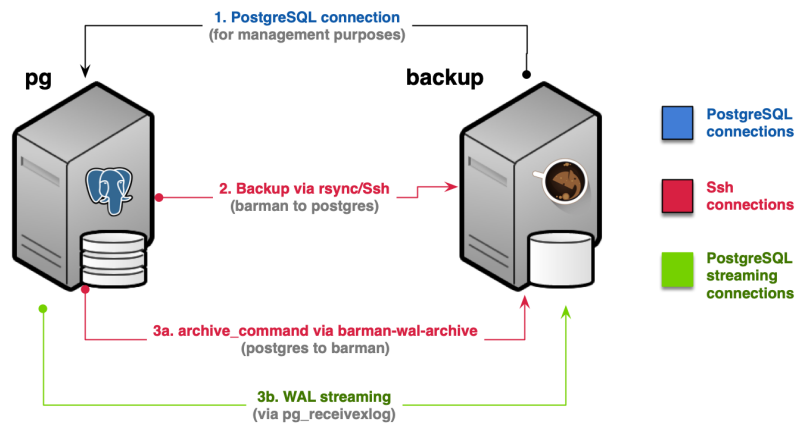 1. PostgreSQL connection
(for management purposes)
pg
backup
PostgreSQL
connections
2. Backup via rsync/Ssh
(barman to postgres)
Ssh
connections
PostgreSQL
streaming
connections
3a. archive_command via barman-wal-archive
(postgres to barman)
3b. WAL streaming
(via pg_receivexlog)